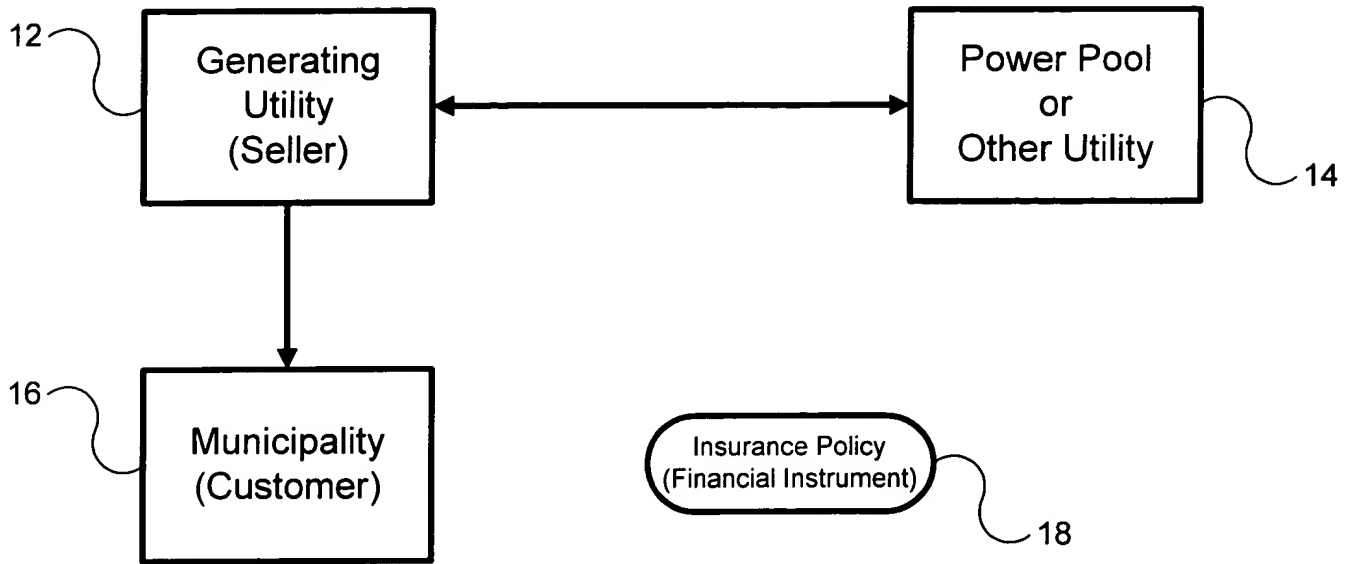 12
Generating
Utility
(Seller)
Power Pool
or
Other Utility
14
16
Municipality
(Customer)
Insurance Policy
(Financial Instrument)
18